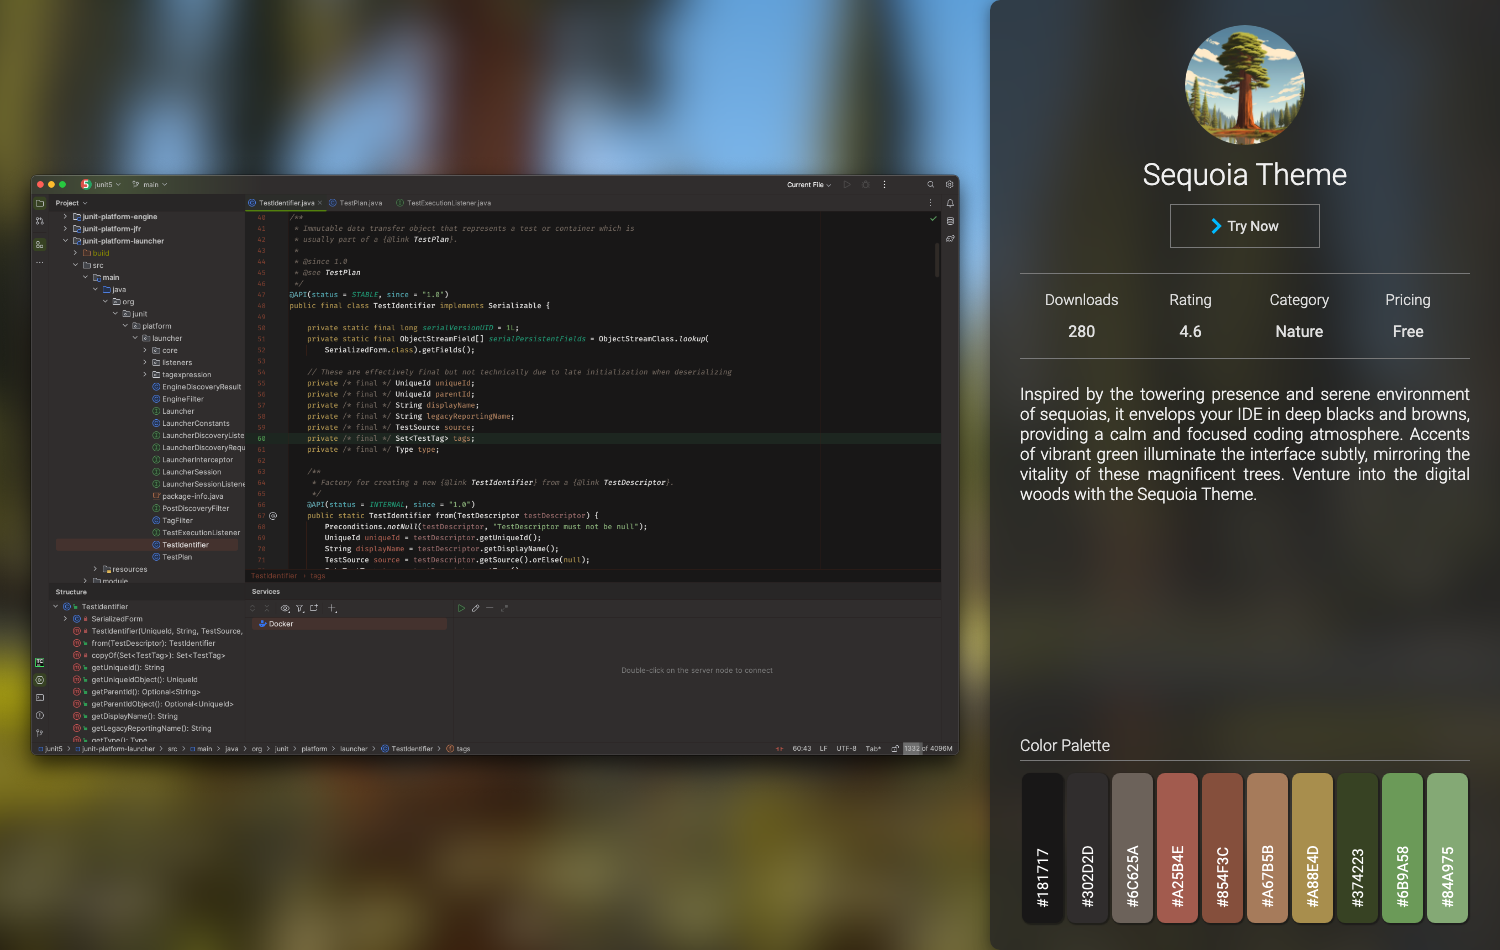 junit5
main
Current File
Project
junit-platform-engine
junit-platform-jfr
junit-platform-launcher
build
src
main
java
org
junit
platform
launcher
core
listeners
tagexpression
EngineDiscoveryResult
EngineFilter
Launcher
LauncherConstants
LauncherDiscoveryListe
LauncherDiscoveryRequ
LauncherInterceptor
LauncherSession
LauncherSessionListene
package-info.java
PostDiscoveryFilter
TagFilter
TestExecutionListener
TestIdentifier
TestPlan
resources
module
TestIdentifier.java
TestPlan.java
TestExecutionListener.java
40 /**
41 * Immutable data transfer object that represents a test or container which is
42 * usually part of a {@link TestPlan}.
43 *
44 * @since 1.0
45 * @see TestPlan
46 */
47 @API(status = STABLE, since = "1.0")
48 public final class TestIdentifier implements Serializable {
49
50 private static final long serialVersionUID = 1L;
51 private static final ObjectStreamField[] serialPersistentFields = ObjectStreamClass.lookup(
52 SerializedForm.class).getFields();
53
54 // These are effectively final but not technically due to late initialization when deserializing
55 private /* final */ UniqueId uniqueId;
56 private /* final */ UniqueId parentId;
57 private /* final */ String displayName;
58 private /* final */ String legacyReportingName;
59 private /* final */ TestSource source;
60 private /* final */ Set<TestTag> tags;
61 private /* final */ Type type;
62
63 /**
64 * Factory for creating a new {@link TestIdentifier} from a {@link TestDescriptor}.
65 */
66 @API(status = INTERNAL, since = "1.0")
67 public static TestIdentifier from(TestDescriptor testDescriptor) {
68 Preconditions.notNull(testDescriptor, "TestDescriptor must not be null");
69 UniqueId uniqueId = testDescriptor.getUniqueId();
70 String displayName = testDescriptor.getDisplayName();
71 TestSource source = testDescriptor.getSource().orElse(null);
TestIdentifier › tags
Structure
TestIdentifier
SerializedForm
TestIdentifier(UniqueId, String, TestSource,
from(TestDescriptor): TestIdentifier
copyOf(Set<TestTag>): Set<TestTag>
getUniqueId(): String
getUniqueIdObject(): UniqueId
getParentId(): Optional<String>
getParentIdObject(): Optional<UniqueId>
getDisplayName(): String
getLegacyReportingName(): String
getType(): Type
Services
Docker
Double-click on the server node to connect
junit5 > junit-platform-launcher > src > main > java > org > junit > platform > launcher > TestIdentifier > tags
60:43 LF UTF-8 Tab* 1332 of 4096M
Sequoia Theme
Try Now
Downloads Rating Category Pricing
280 4.6 Nature Free
Inspired by the towering presence and serene environment
of sequoias, it envelops your IDE in deep blacks and browns,
providing a calm and focused coding atmosphere. Accents
of vibrant green illuminate the interface subtly, mirroring the
vitality of these magnificent trees. Venture into the digital
woods with the Sequoia Theme.
Color Palette
#181717
#302D2D
#6C625A
#A25B4E
#854F3C
#A67B5B
#A88E4D
#374223
#6B9A58
#84A975